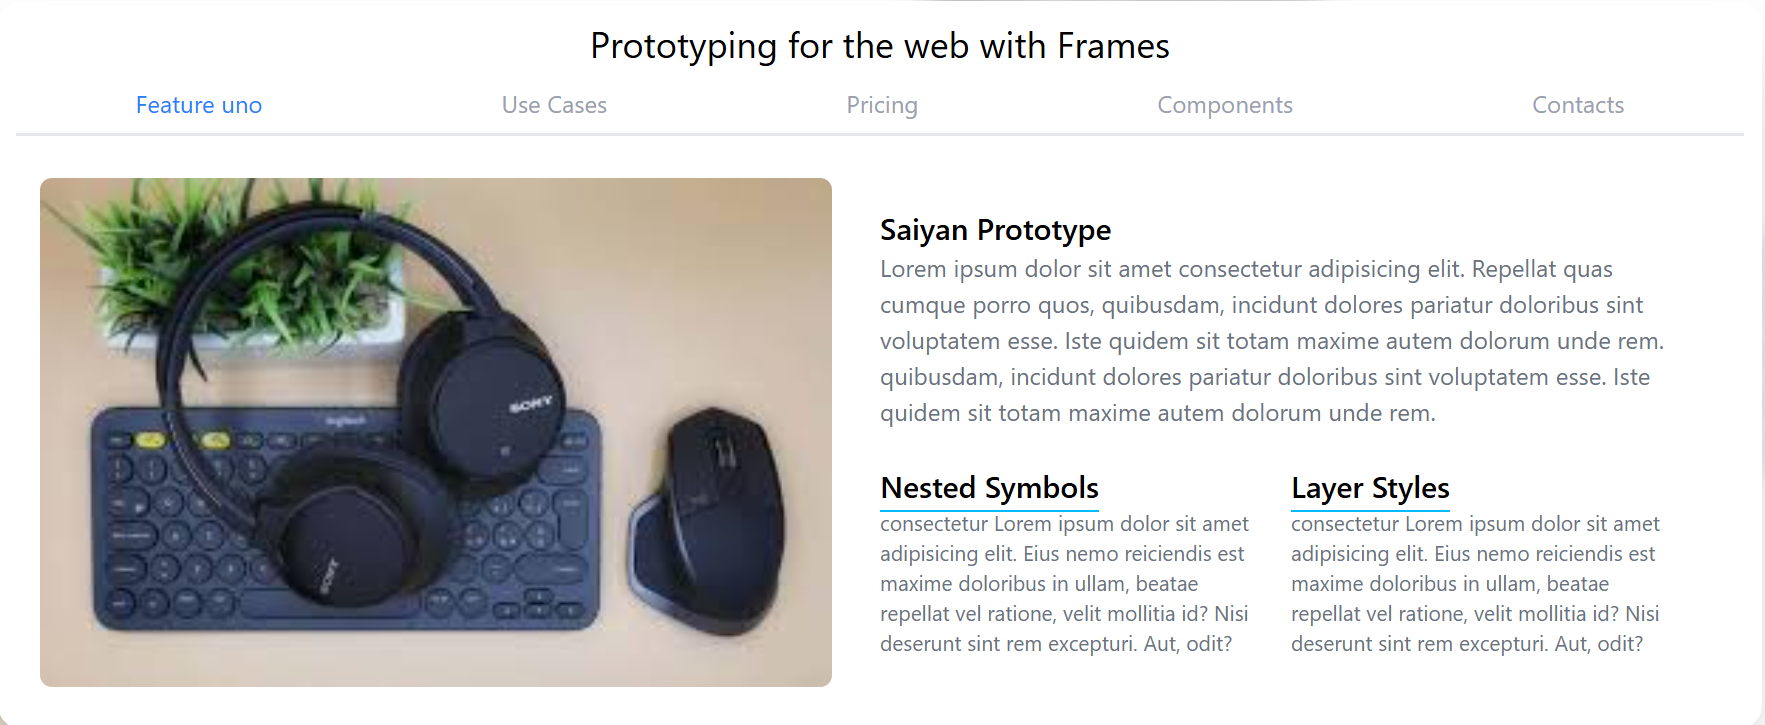 Prototyping for the web with Frames
Feature uno Use Cases Pricing Components Contacts
logitech
SONY
SONY
Saiyan Prototype
Lorem ipsum dolor sit amet consectetur adipisicing elit. Repellat quas
cumque porro quos, quibusdam, incidunt dolores pariatur doloribus sint
voluptatem esse. Iste quidem sit totam maxime autem dolorum unde rem.
quibusdam, incidunt dolores pariatur doloribus sint voluptatem esse. Iste
quidem sit totam maxime autem dolorum unde rem.
Nested Symbols
consectetur Lorem ipsum dolor sit amet
adipisicing elit. Eius nemo reiciendis est
maxime doloribus in ullam, beatae
repellat vel ratione, velit mollitia id? Nisi
deserunt sint rem excepturi. Aut, odit?
Layer Styles
consectetur Lorem ipsum dolor sit amet
adipisicing elit. Eius nemo reiciendis est
maxime doloribus in ullam, beatae
repellat vel ratione, velit mollitia id? Nisi
deserunt sint rem excepturi. Aut, odit?